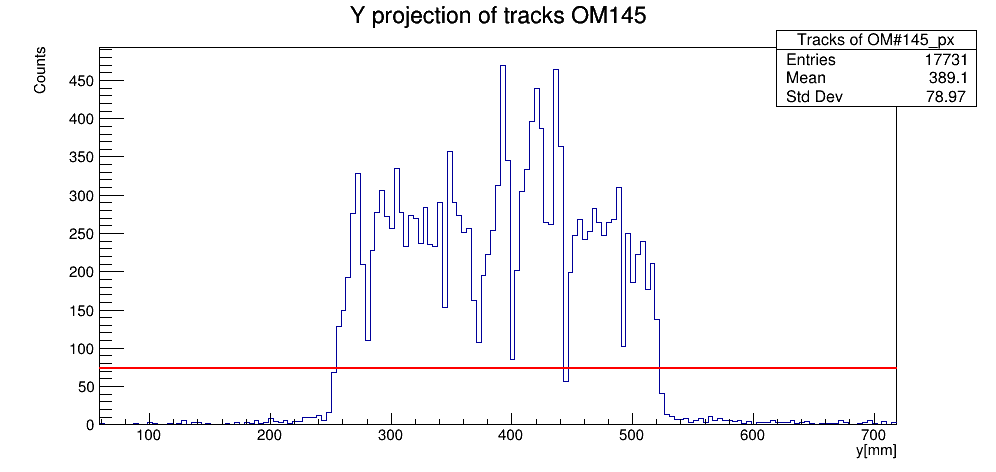 Y projection of tracks OM145
Counts
Tracks of OM#145_px
Entries 17731
Mean 389.1
Std Dev 78.97
450
400
350
300
250
200
150
100
50
0
100 200 300 400 500 600 700
y[mm]